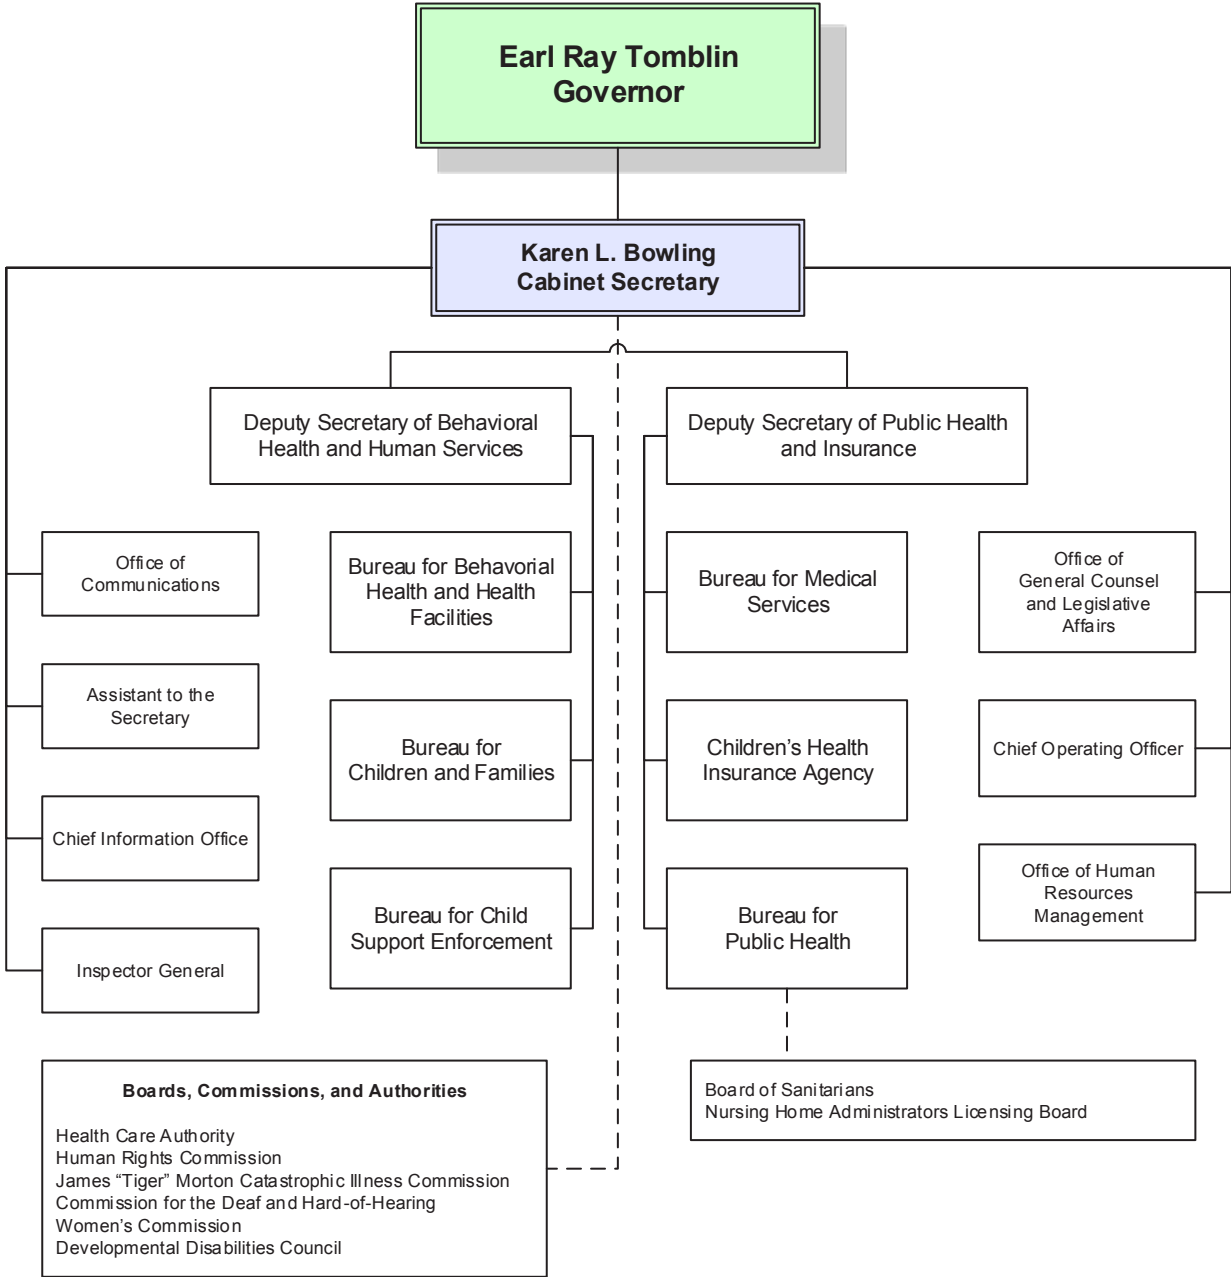 Earl Ray Tomblin
Governor
Karen L. Bowling
Cabinet Secretary
Deputy Secretary of Behavioral
Health and Human Services
Deputy Secretary of Public Health
and Insurance
Office of
Communications
Bureau for Behavorial
Health and Health
Facilities
Bureau for Medical
Services
Office of
General Counsel
and Legislative
Affairs
Assistant to the
Secretary
Bureau for
Children and Families
Children’s Health
Insurance Agency
Chief Operating Officer
Chief Information Office
Bureau for Child
Support Enforcement
Bureau for
Public Health
Office of Human
Resources
Management
Inspector General
Boards, Commissions, and Authorities
Health Care Authority
Human Rights Commission
James “Tiger” Morton Catastrophic Illness Commission
Commission for the Deaf and Hard-of-Hearing
Women’s Commission
Developmental Disabilities Council
Board of Sanitarians
Nursing Home Administrators Licensing Board